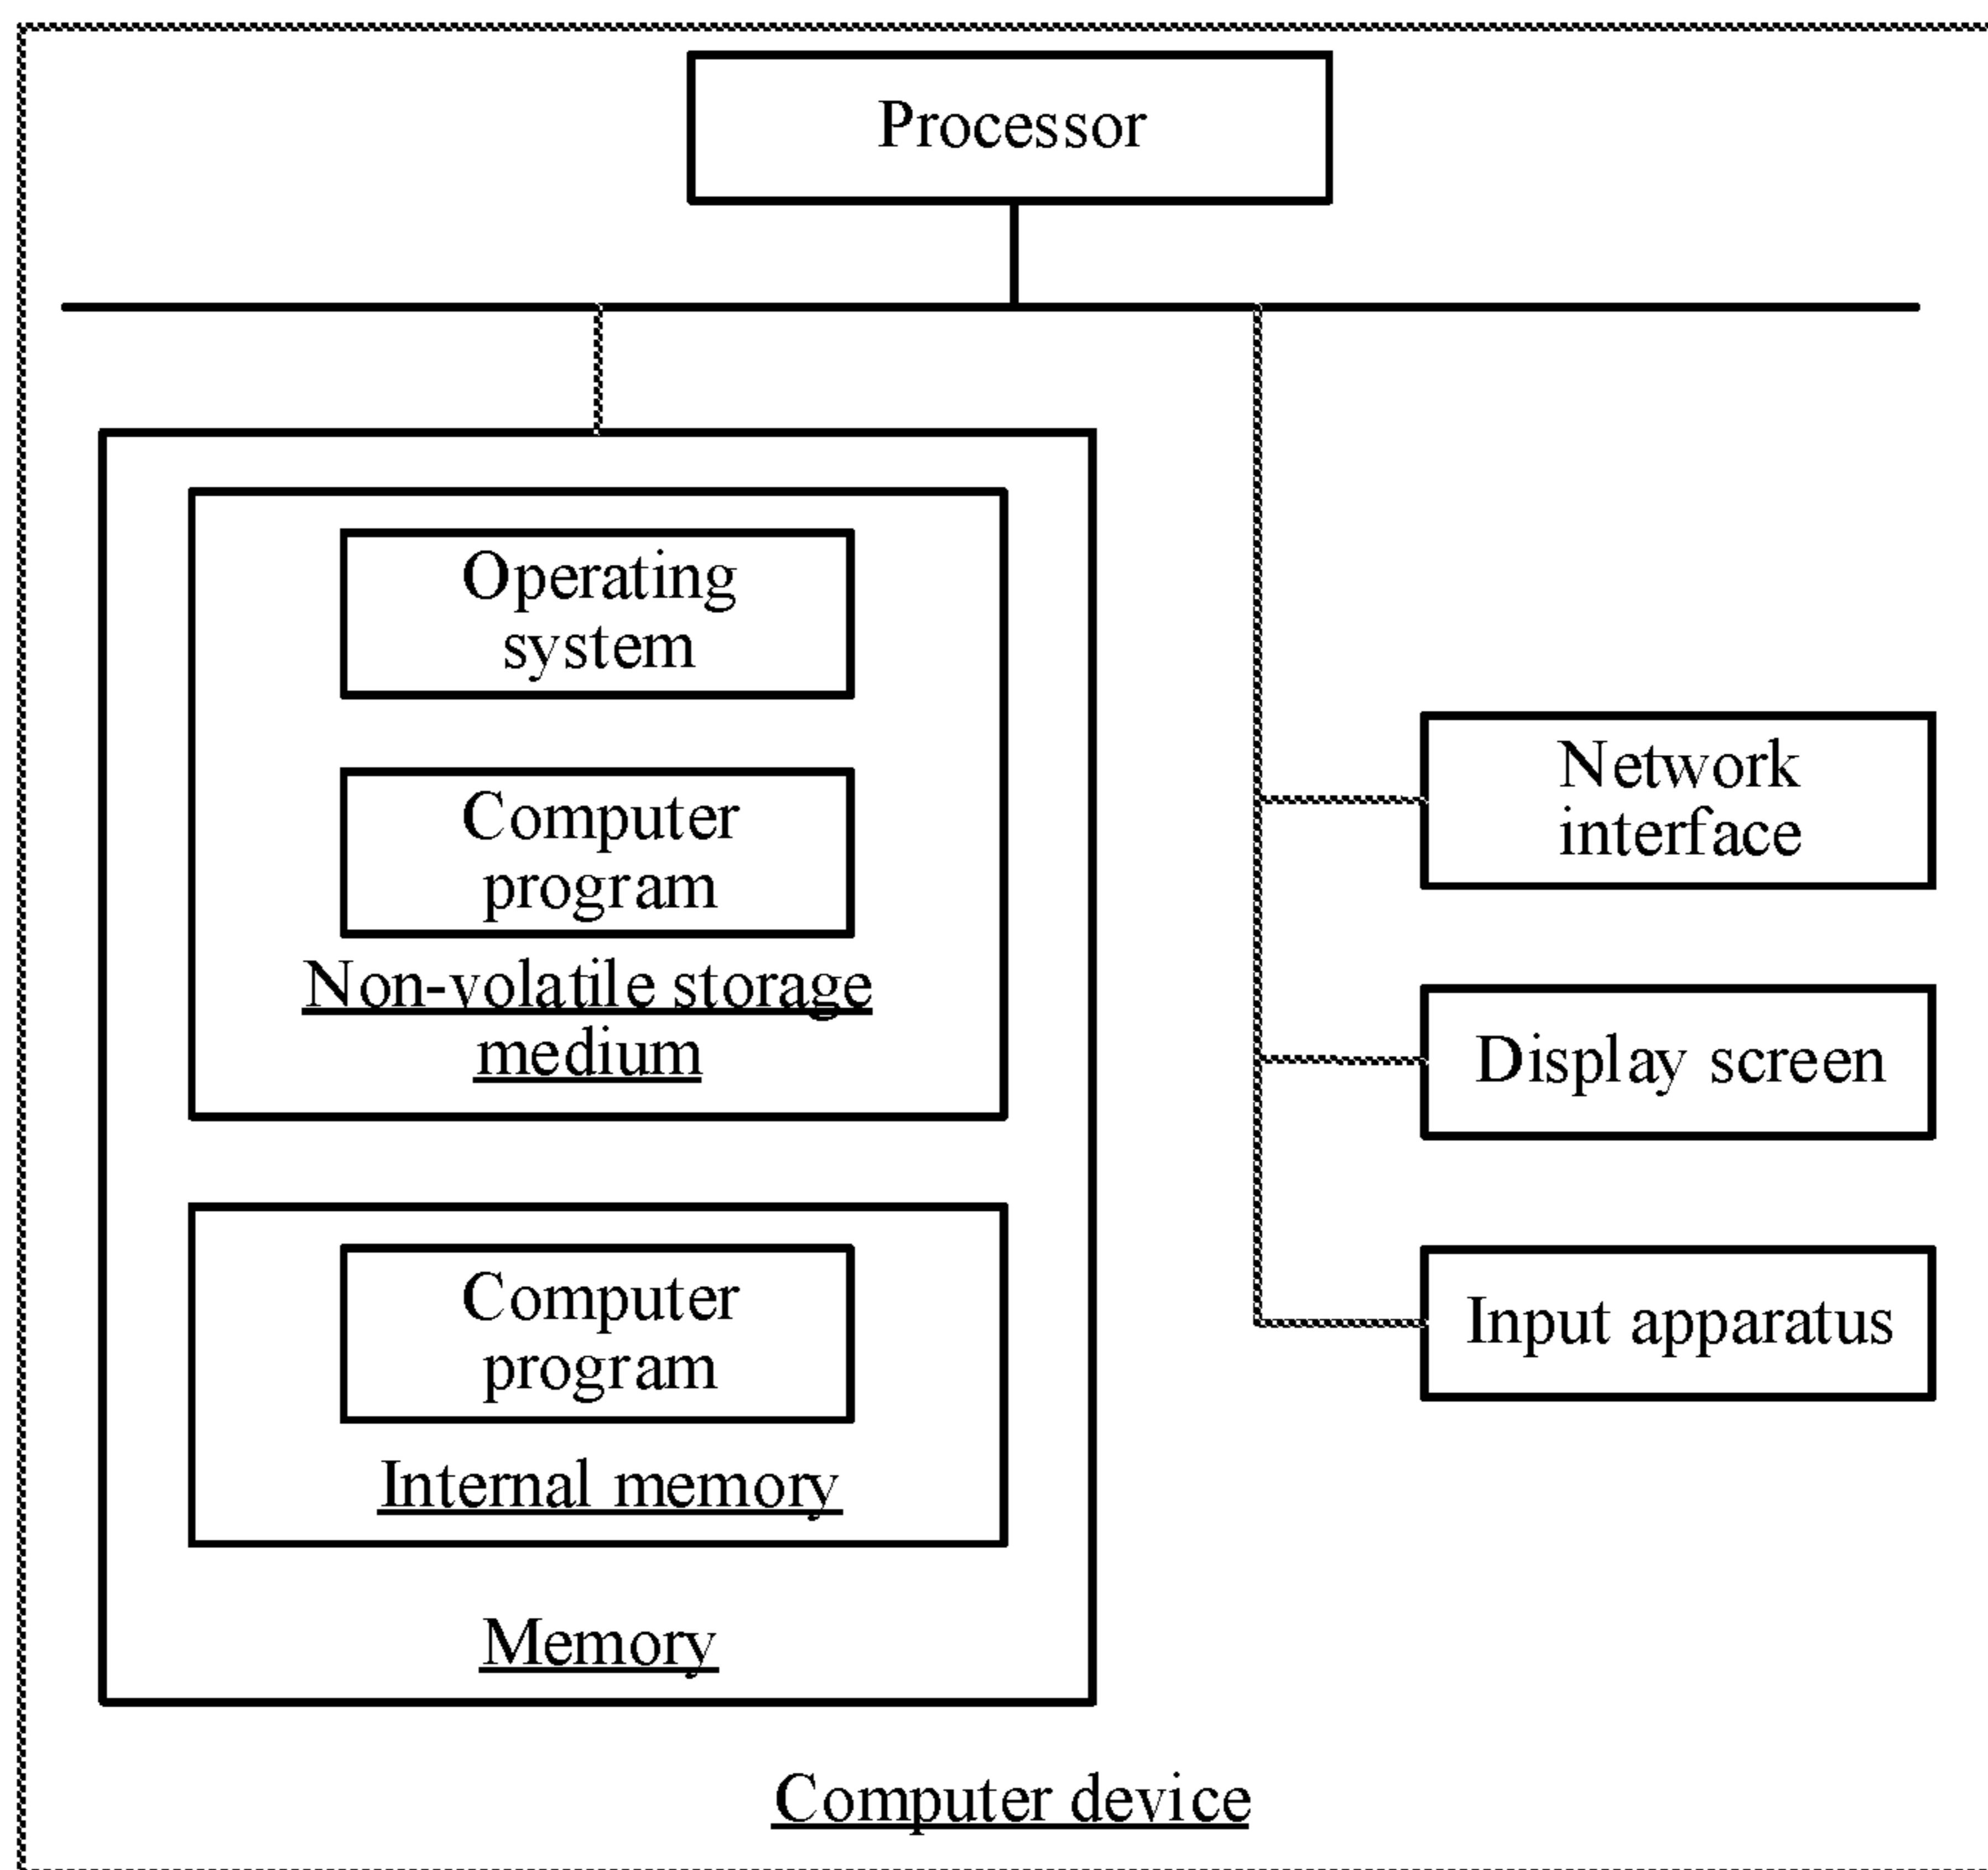 Processor
Operating
system
Computer
program
Non-volatile storage
medium
Computer
program
Internal memory
Memory
Network
interface
Display screen
Input apparatus
Computer device